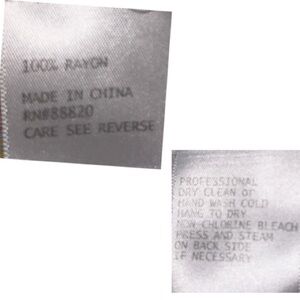 100% RAYON
MADE IN CHINA
RN#88820
CARE SEE REVERSE
PROFESSIONAL
DRY CLEAN or
HAND WASH COLD
HANG TO DRY
NON-CHLORINE BLEACH
PRESS AND STEAM
ON BACK SIDE
IF NECESSARY